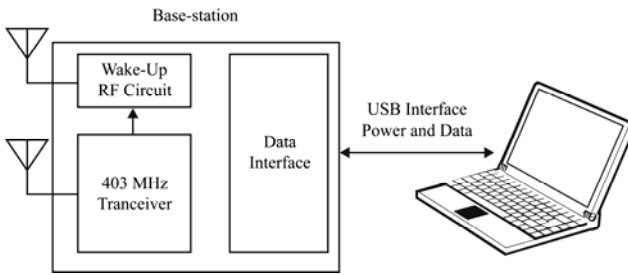 Base-station
Wake-Up
RF Circuit
403 MHz
Tranceiver
Data
Interface
USB Interface
Power and Data